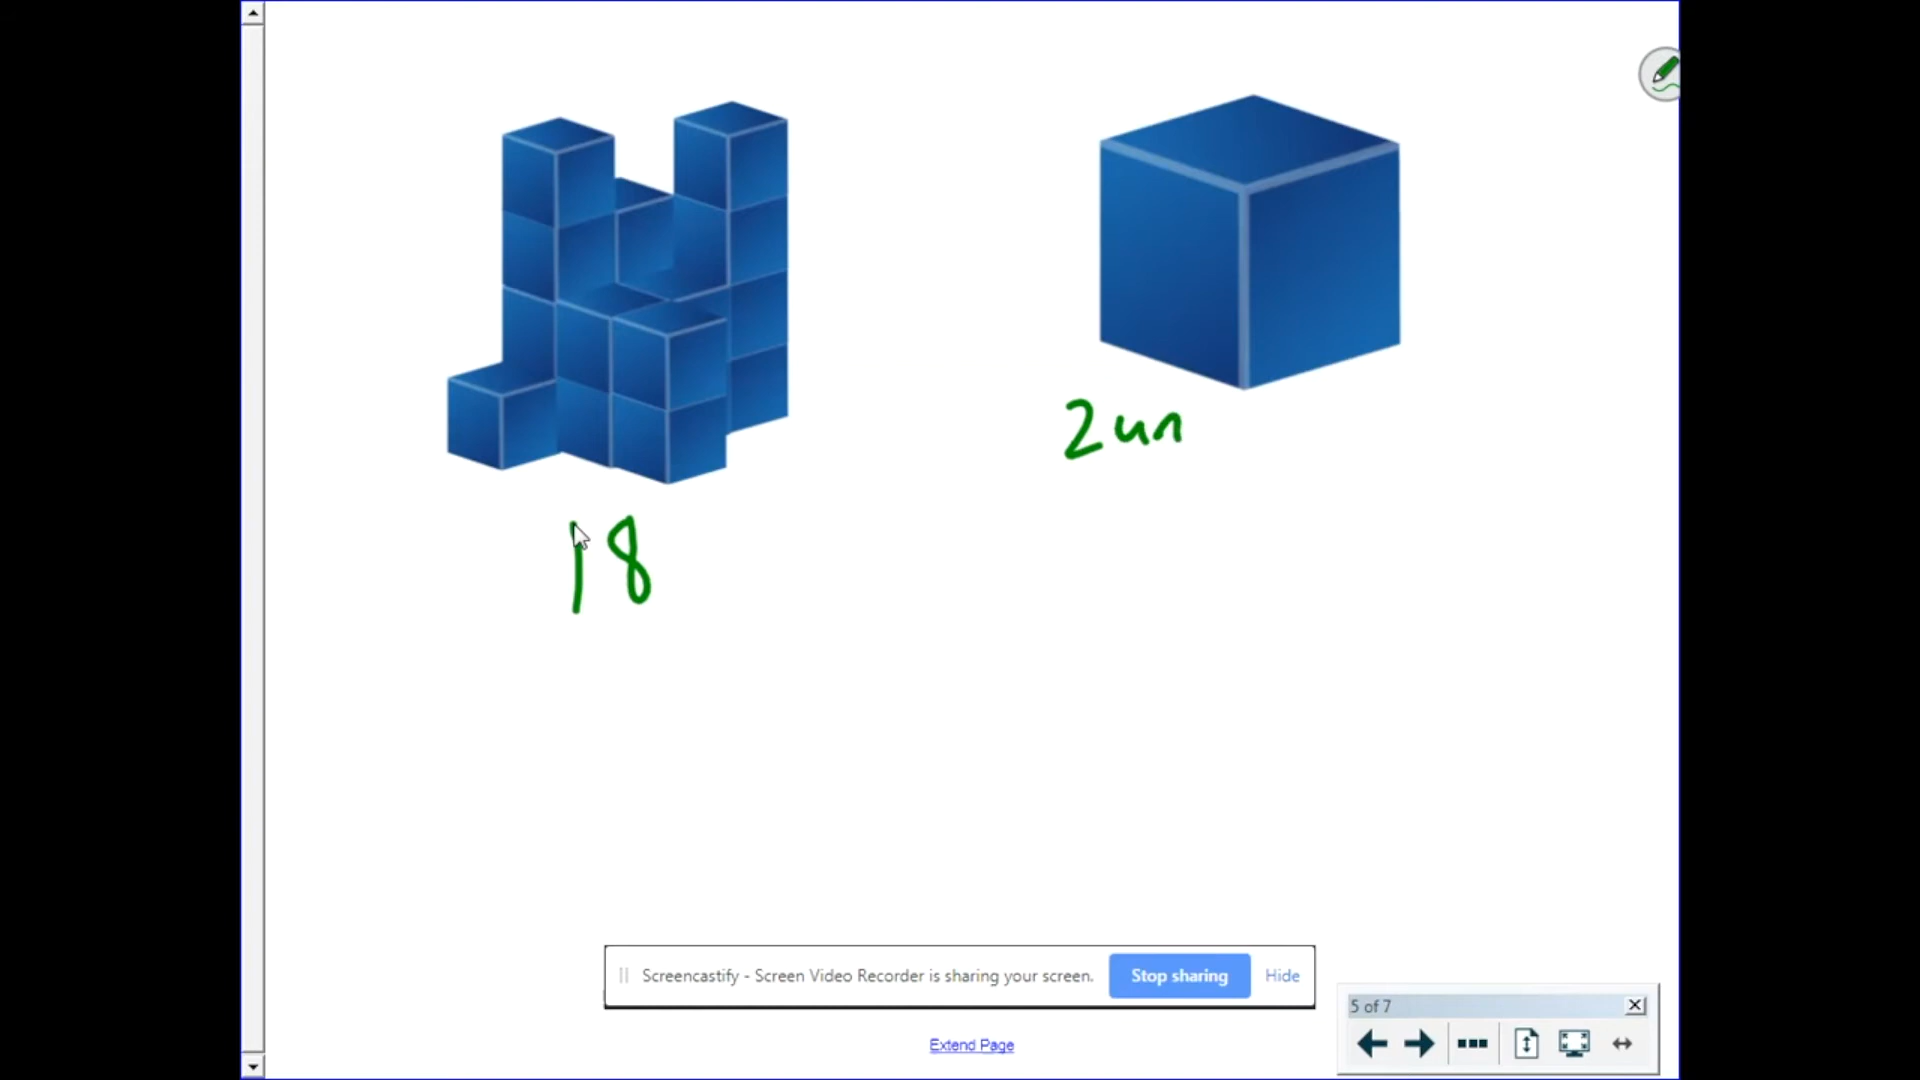 2un
18
Screencastify - Screen Video Recorder is sharing your screen.
Stop sharing
Hide
Extend Page
5 of 7